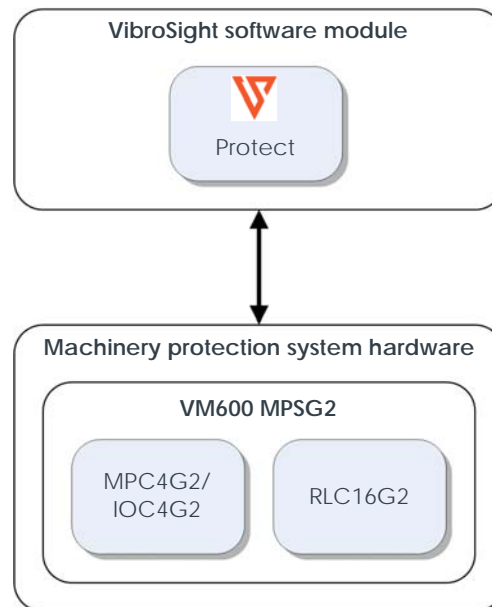 VibroSight software module
Protect
Machinery protection system hardware
VM600 MPSG2
MPC4G2/
IOC4G2
RLC16G2